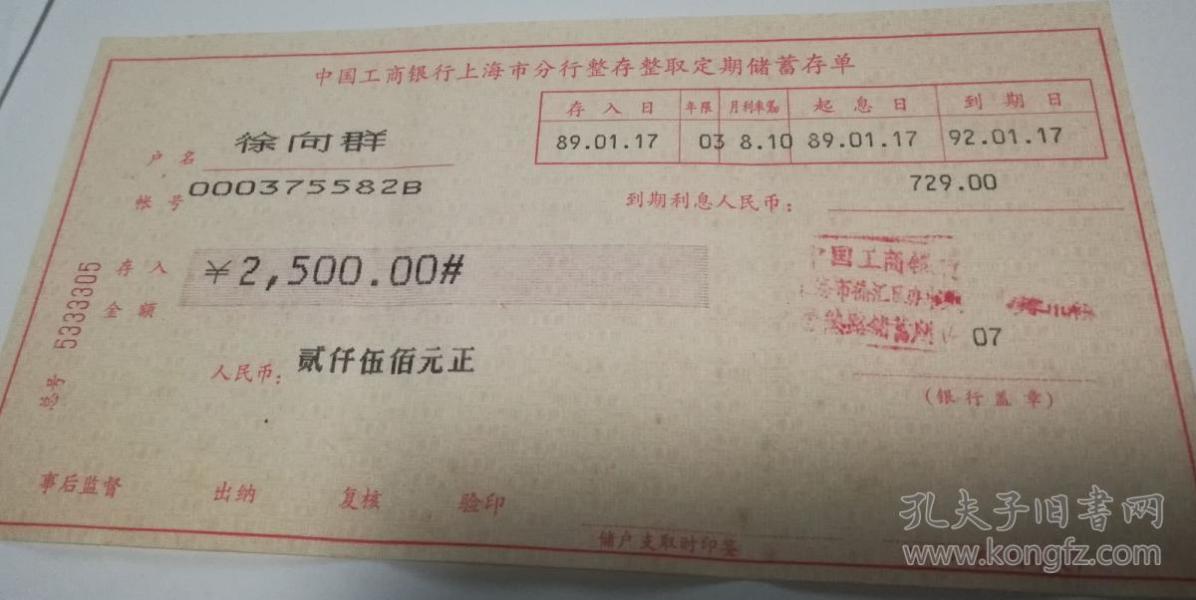 中国工商银行上海市分行整存整取定期储蓄存单
存入日 年限 月利率‰ 起息日 到期日
89.01.17 03 8.10 89.01.17 92.01.17
户名 徐向群
帐号 000375582B
到期利息人民币： 729.00
存入金额 ¥2,500.00#
总号 5333305
国工商银
07
人民币： 贰仟伍佰元正
(银行盖章)
事后监督 出纳 复核 验印
储户支取时印鉴
孔夫子旧书网
www.kongfz.com